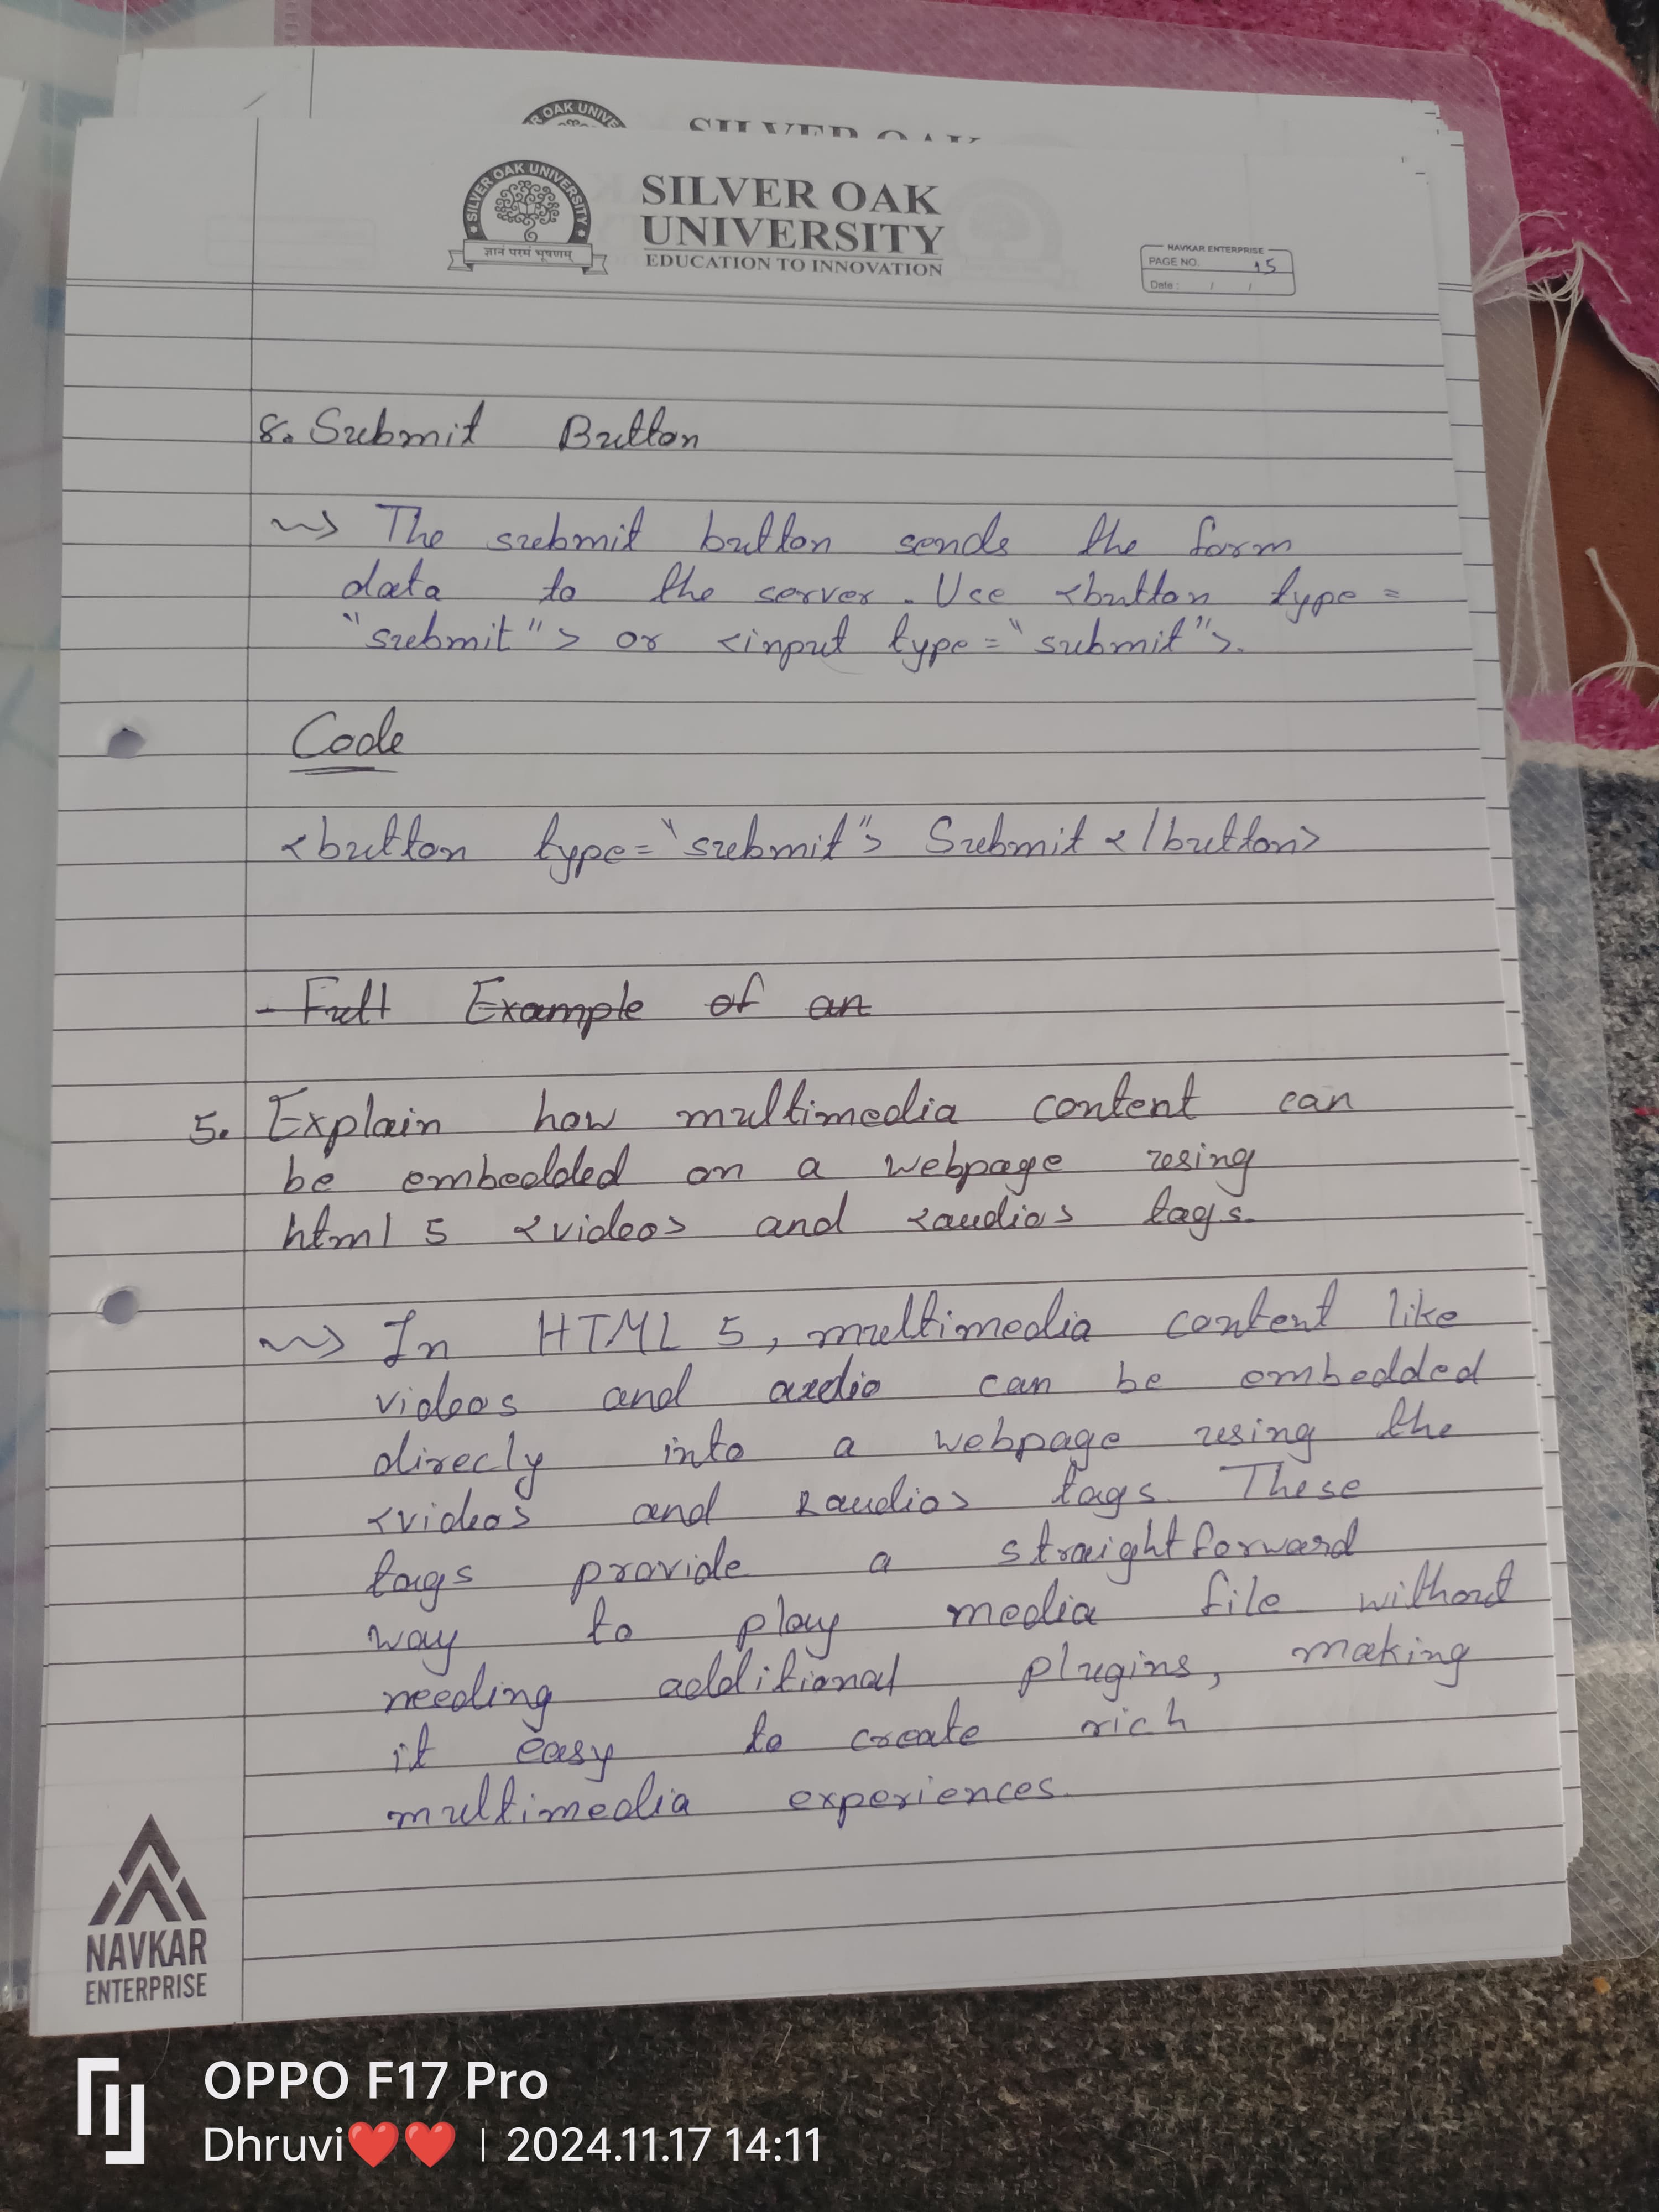 SILVER OAK
SILVER OAK UNIVERSITY
ज्ञानं परमं भूषणम्
SILVER OAK
UNIVERSITY
EDUCATION TO INNOVATION
NAVKAR ENTERPRISE
PAGE NO. 15
Date : / /
8. Submit Button
The submit button sends the form
data to the server. Use <button type =
"submit"> or <input type = "submit">.
Code
<button type = "submit"> Submit </button>
- Full Example of an
5. Explain how multimedia content can
be embedded on a webpage using
html 5 <video> and <audio> tags.
In HTML 5, multimedia content like
videos and audio can be embedded
direcly into a webpage using the
<video> and <audio> tags. These
tags provide a straightforward
way to play media file without
needing additional plugins, making
it easy to create rich
multimedia experiences.
NAVKAR
ENTERPRISE
OPPO F17 Pro
Dhruvi❤️❤️ | 2024.11.17 14:11